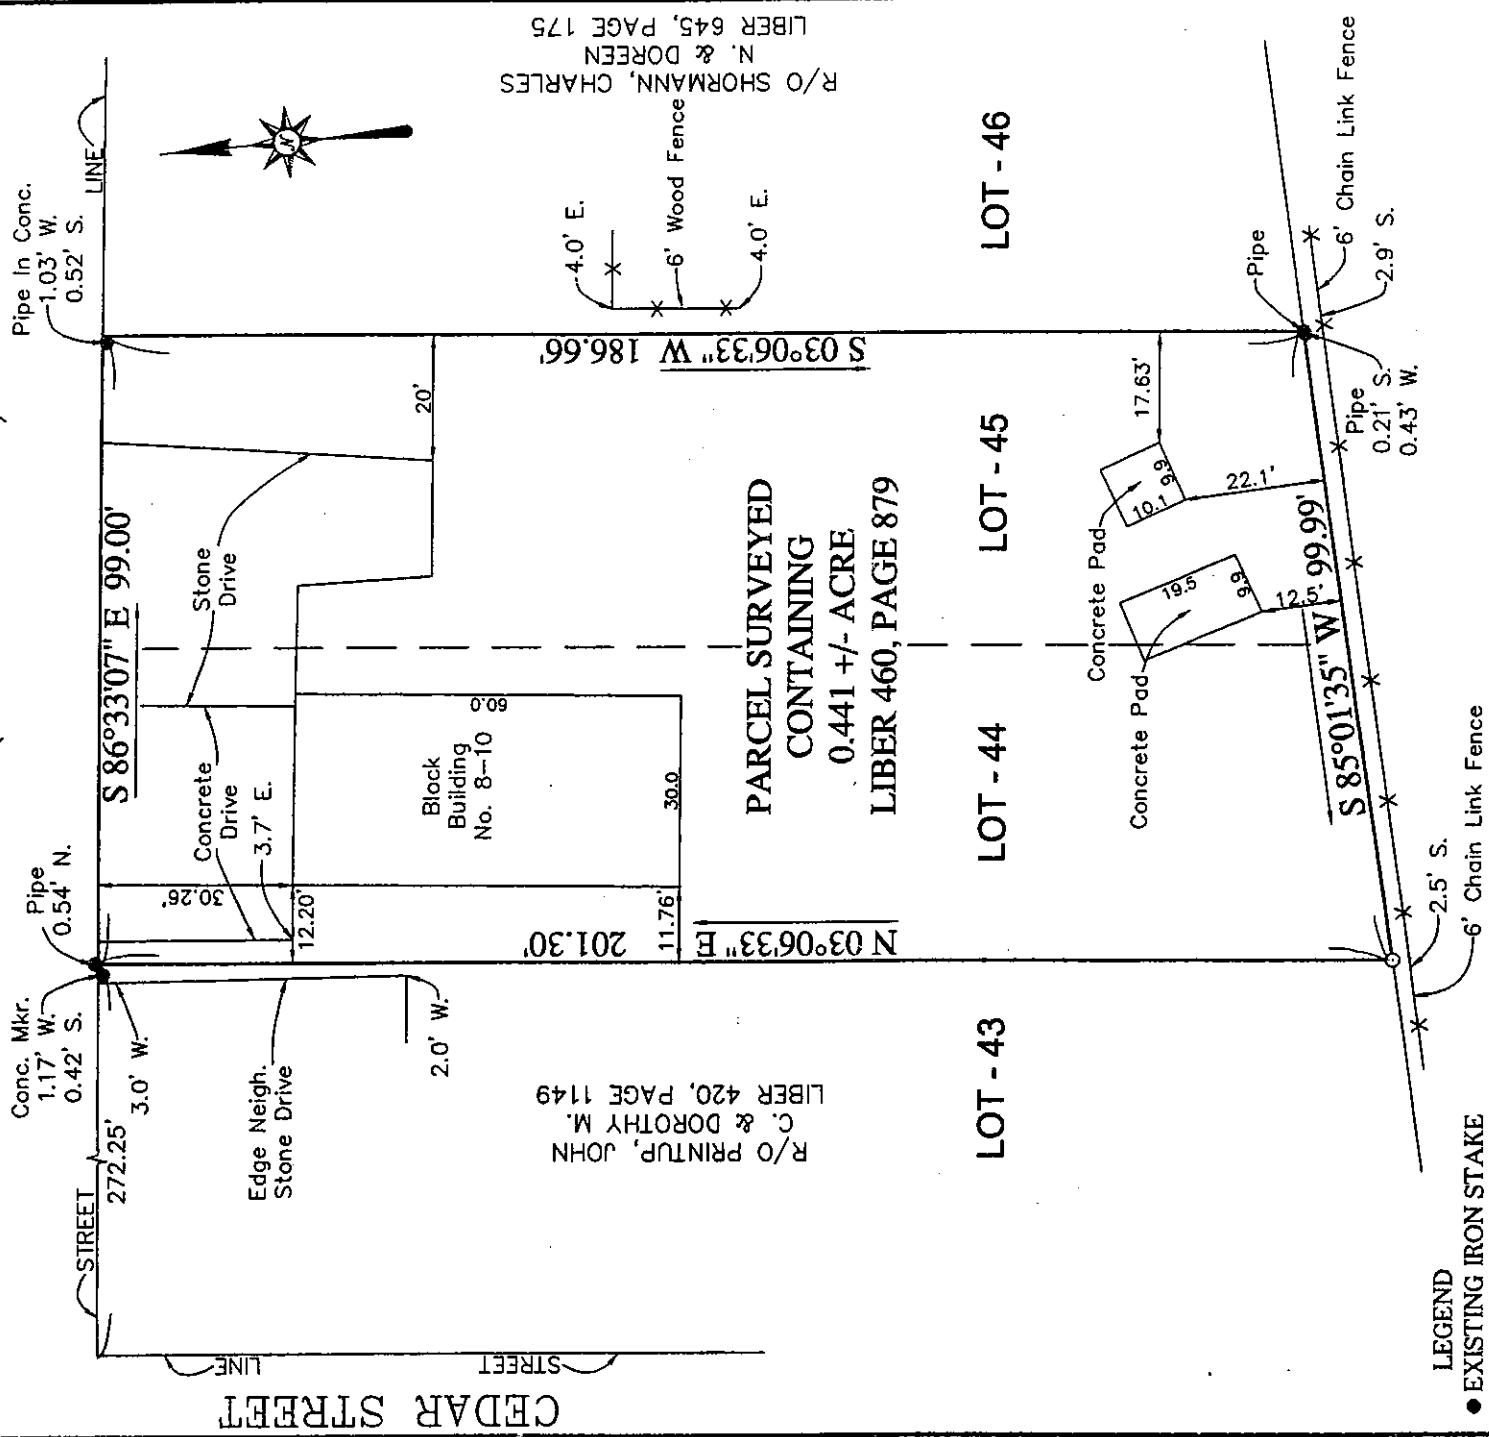 R/O SHORMANN, CHARLES
N. & DOREEN
LIBER 645, PAGE 175
Pipe In Conc.
1.03' W.
0.52' S.
LINE
N
4.0' E.
6' Wood Fence
4.0' E.
LOT - 46
Pipe
6' Chain Link Fence
2.9' S.
S 03°06'33" W 186.66'
20'
17.63'
Pipe
0.21' S.
0.43' W.
S 86°33'07" E 99.00'
Stone
Drive
PARCEL SURVEYED
CONTAINING
0.441 +/- ACRE
LIBER 460, PAGE 879
LOT - 45
Concrete Pad
10.1
9.9
22.1'
Concrete Pad
19.5
9.9
12.5'
S 85°01'35" W 99.99'
Concrete
Drive
3.7' E.
Block
Building
No. 8-10
60.0
30.0
LOT - 44
30.26'
12.20'
11.76'
N 03°06'33" E 201.30'
Pipe
0.54' N.
Conc. Mkr.
1.17' W.
0.42' S.
3.0' W.
272.25'
STREET
Edge Neigh.
Stone Drive
2.0' W.
R/O PRINTUP, JOHN
C. & DOROTHY M.
LIBER 420, PAGE 1149
LOT - 43
2.5' S.
6' Chain Link Fence
STREET
LINE
CEDAR STREET
LEGEND
● EXISTING IRON STAKE